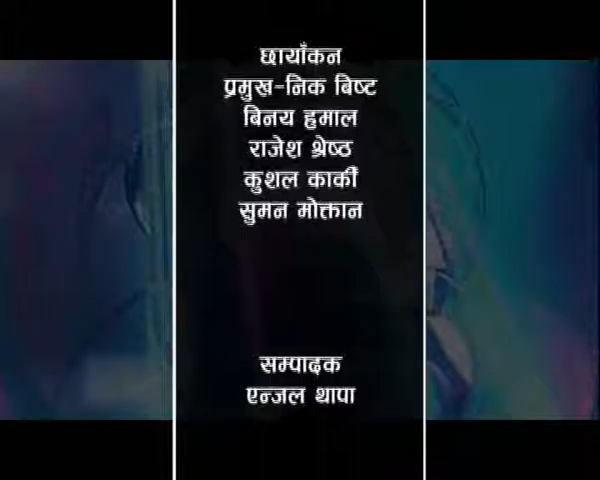 छायाँकन
प्रमुख-निक बिष्ट
बिनय हुमाल
राजेश श्रेष्ठ
कुशल कार्की
सुमन मोक्तान
सम्पादक
एन्जल थापा